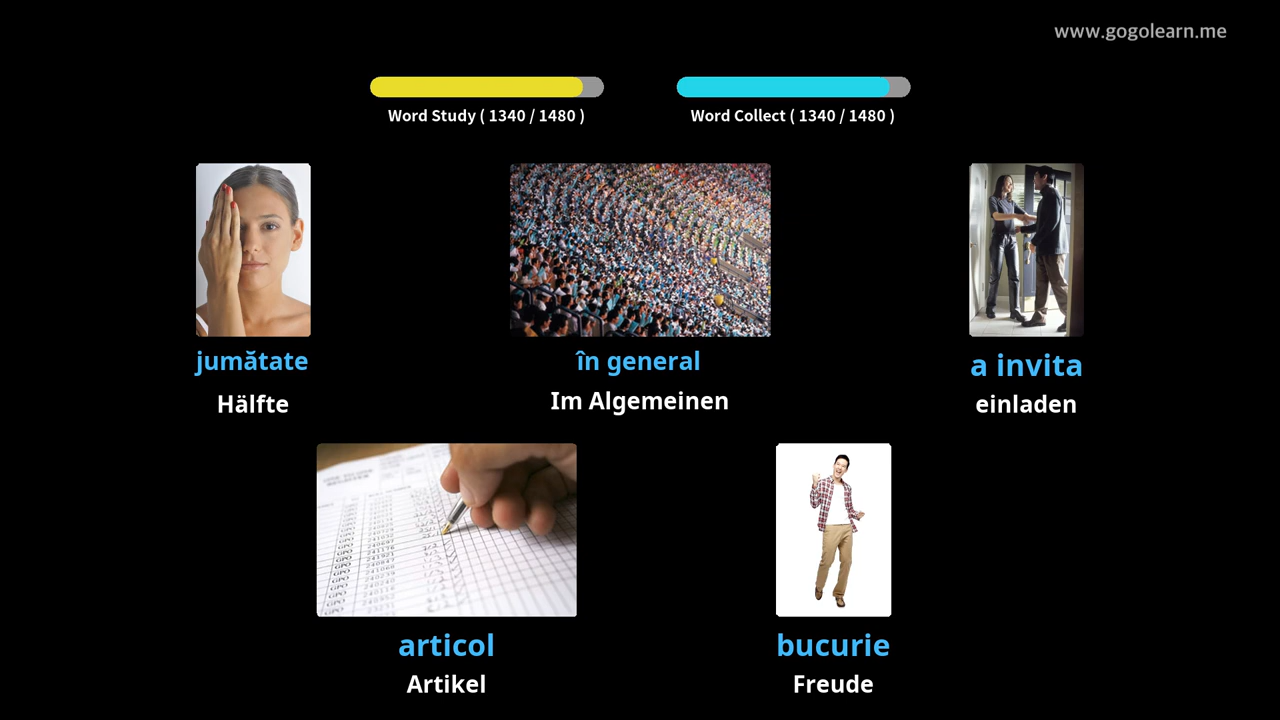 www.gogolearn.me
Word Study ( 1340 / 1480 )
Word Collect ( 1340 / 1480 )
jumătate
în general
a invita
Hälfte
Im Algemeinen
einladen
articol
bucurie
Artikel
Freude